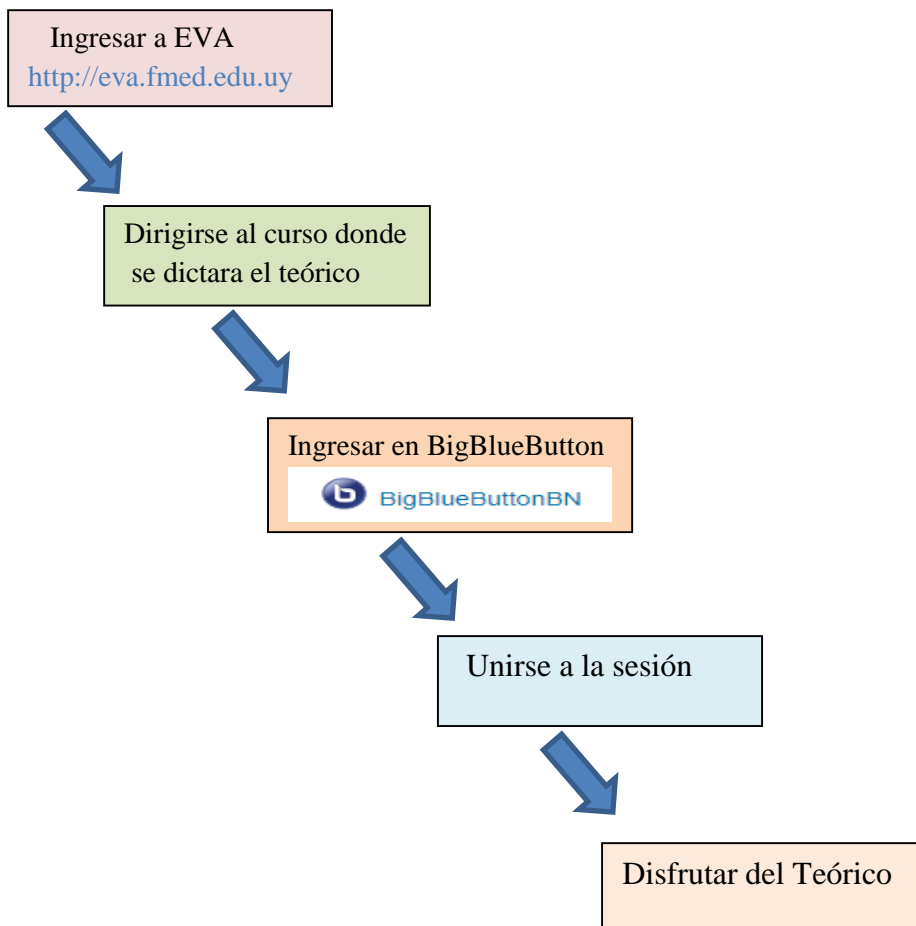 Ingresar a EVA
http://eva.fmed.edu.uy
Dirigirse al curso donde
se dictara el teórico
Ingresar en BigBlueButton
b BigBlueButtonBN
Unirse a la sesión
Disfrutar del Teórico